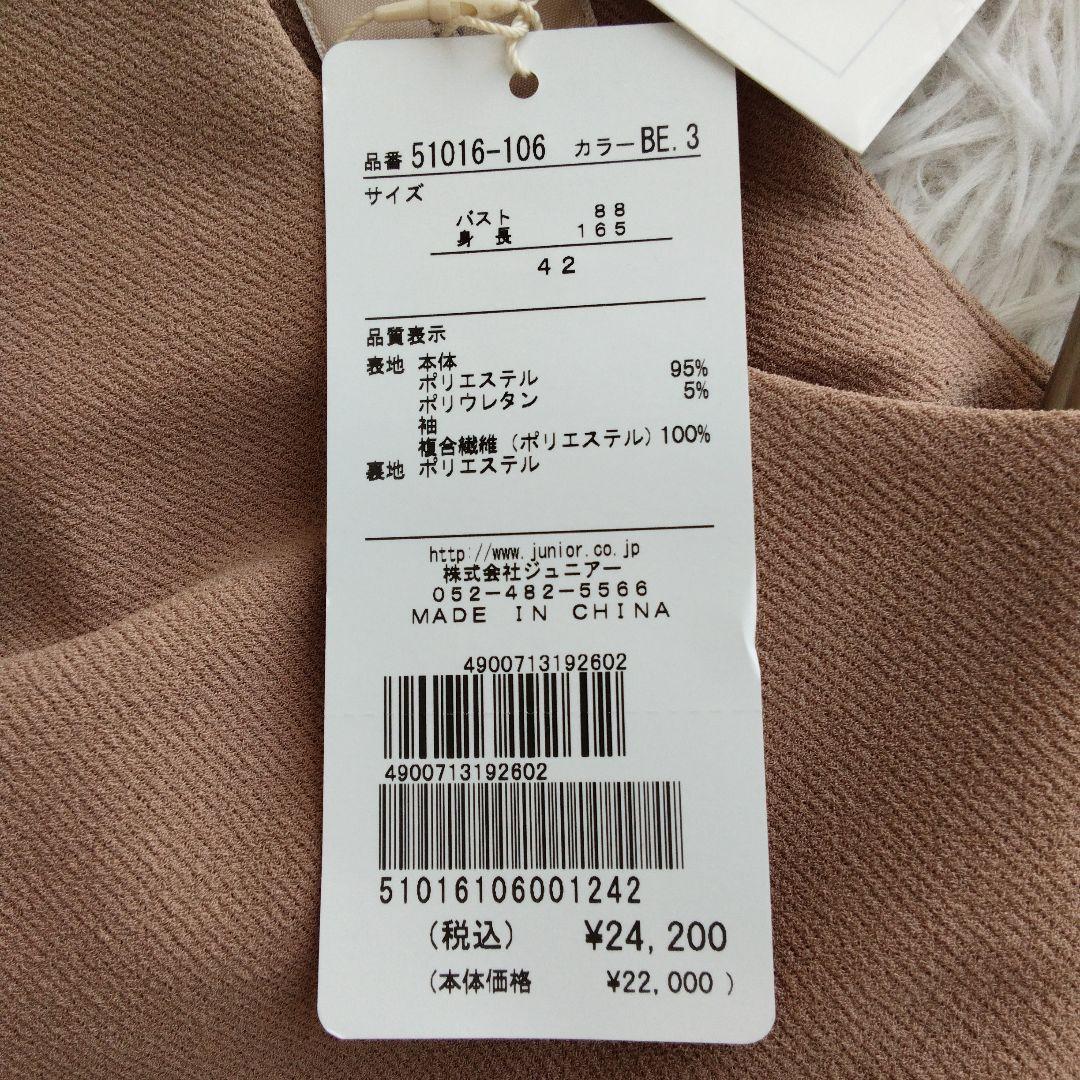 品番 51016-106 カラー BE.3
サイズ
バスト 88
身長 165
42
品質表示
表地 本体
ポリエステル 95%
ポリウレタン 5%
袖
複合繊維(ポリエステル) 100%
裏地 ポリエステル
http://www.junior.co.jp
株式会社ジュニアー
052-482-5566
MADE IN CHINA
4900713192602
4900713192602
51016106001242
(税込) ¥24,200
(本体価格 ¥22,000 )